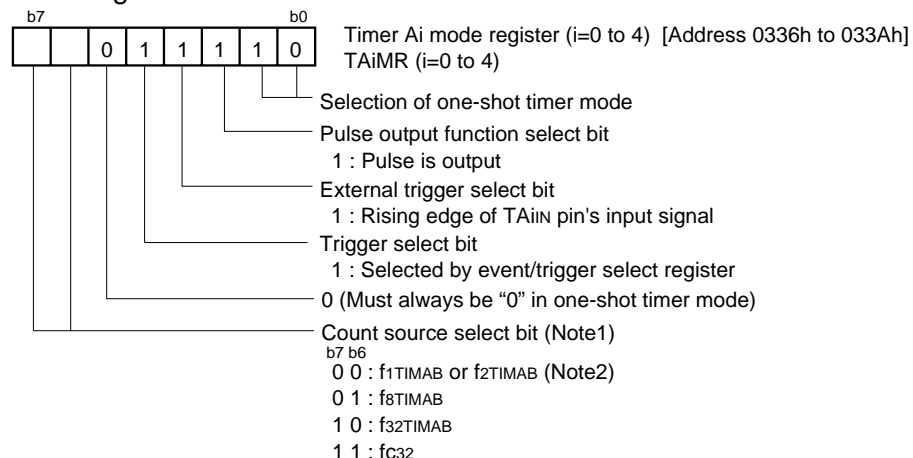 b7 b0
0 1 1 1 1 0
Timer Ai mode register (i=0 to 4) [Address 0336h to 033Ah]
TAiMR (i=0 to 4)
Selection of one-shot timer mode
Pulse output function select bit
1 : Pulse is output
External trigger select bit
1 : Rising edge of TAiIN pin's input signal
Trigger select bit
1 : Selected by event/trigger select register
0 (Must always be “0” in one-shot timer mode)
Count source select bit (Note1)
b7 b6
0 0 : f1TIMAB or f2TIMAB (Note2)
0 1 : f8TIMAB
1 0 : f32TIMAB
1 1 : fC32